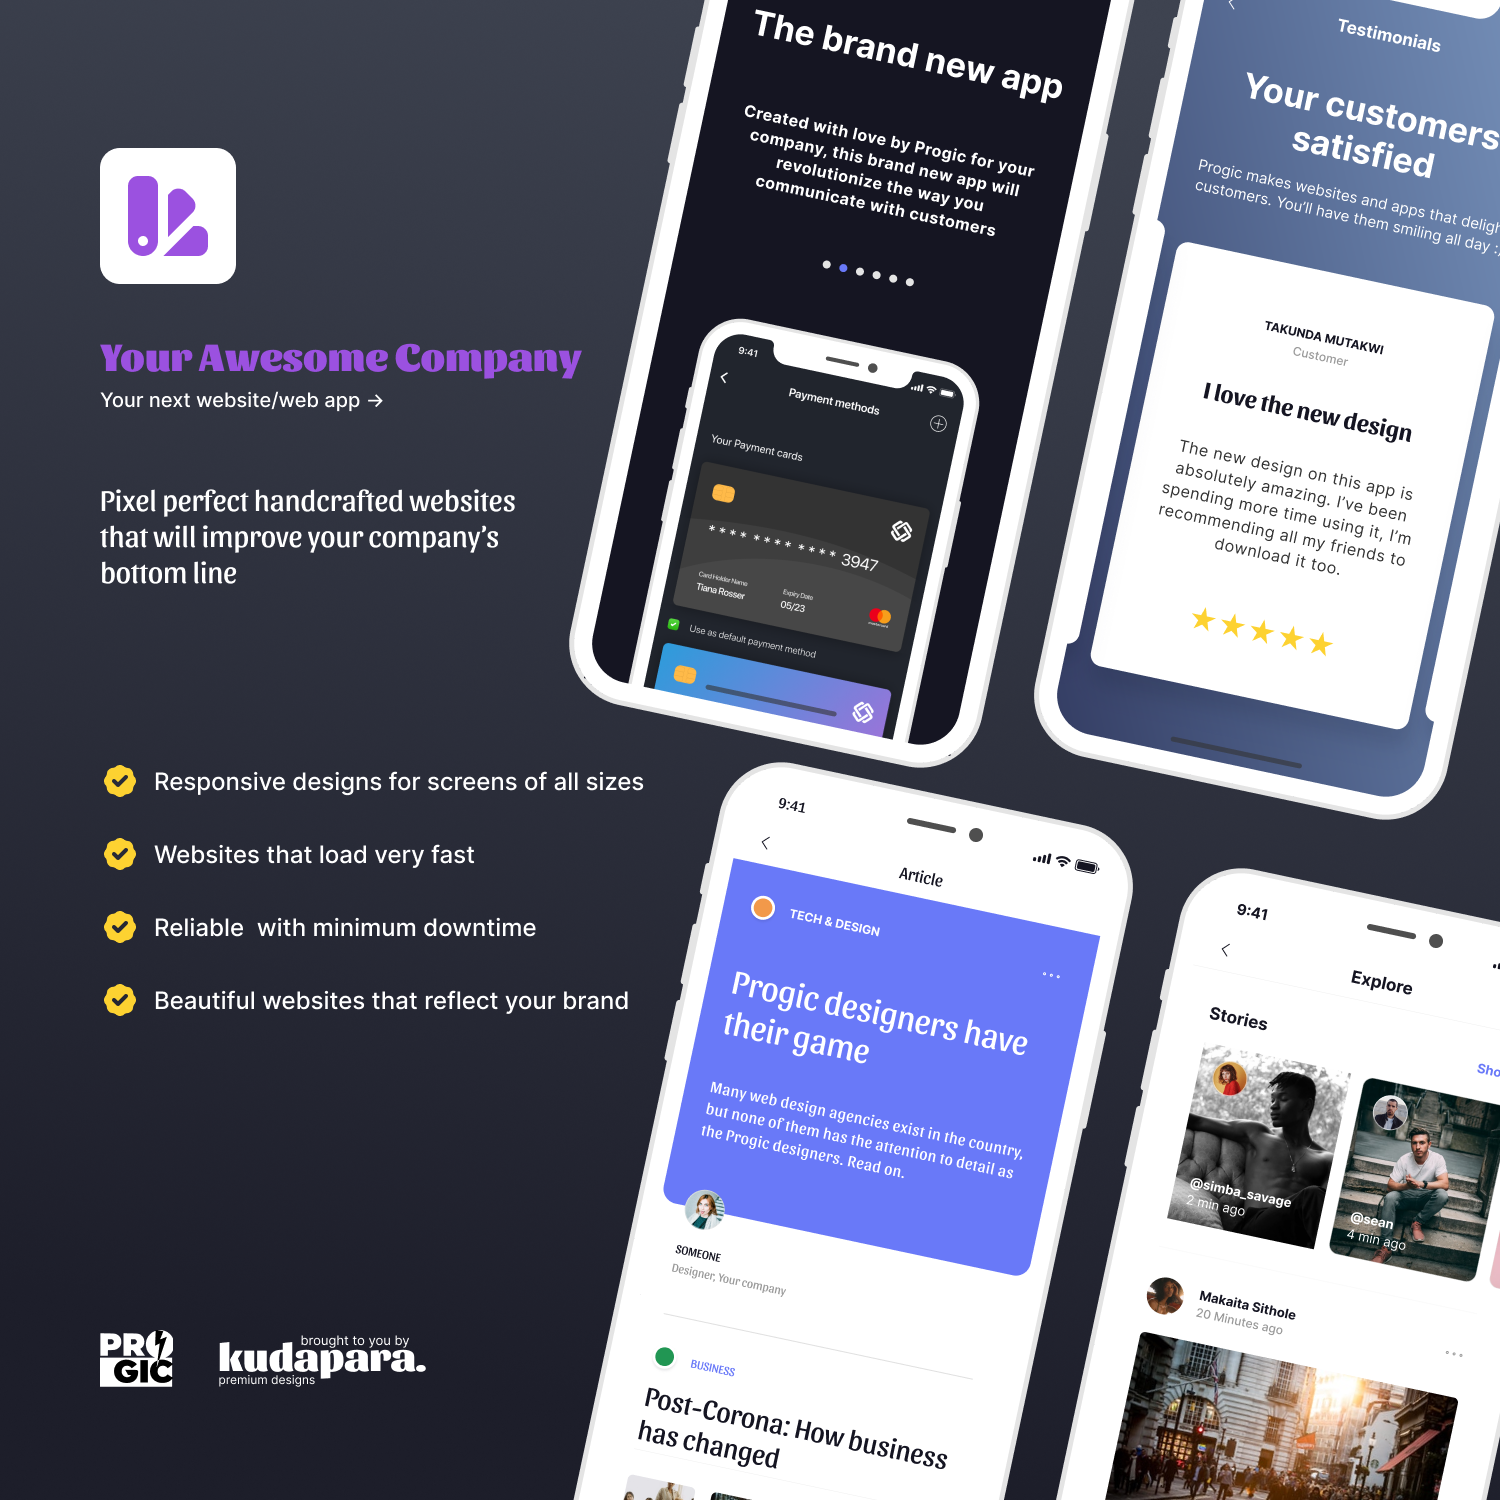 Your Awesome Company
Your next website/web app →
Pixel perfect handcrafted websites
that will improve your company's
bottom line
Responsive designs for screens of all sizes
Websites that load very fast
Reliable  with minimum downtime
Beautiful websites that reflect your brand
PROGIC
brought to you by
kudapara.
premium designs
The brand new app
Created with love by Progic for your
company, this brand new app will
revolutionize the way you
communicate with customers
9:41
Payment methods
Your Payment cards
**** **** **** 3947
Card Holder Name
Tiana Rosser
Expiry Date
05/23
Use as default payment method
Testimonials
Your customers
satisfied
Progic makes websites and apps that deligh
customers. You'll have them smiling all day :
TAKUNDA MUTAKWI
Customer
I love the new design
The new design on this app is
absolutely amazing. I've been
spending more time using it, I'm
recommending all my friends to
download it too.
9:41
Article
TECH & DESIGN
Progic designers have
their game
Many web design agencies exist in the country,
but none of them has the attention to detail as
the Progic designers. Read on.
SOMEONE
Designer, Your company
BUSINESS
Post-Corona: How business
has changed
9:41
Explore
Stories
Sho
@simba_savage
2 min ago
@sean
4 min ago
Makaita Sithole
20 Minutes ago